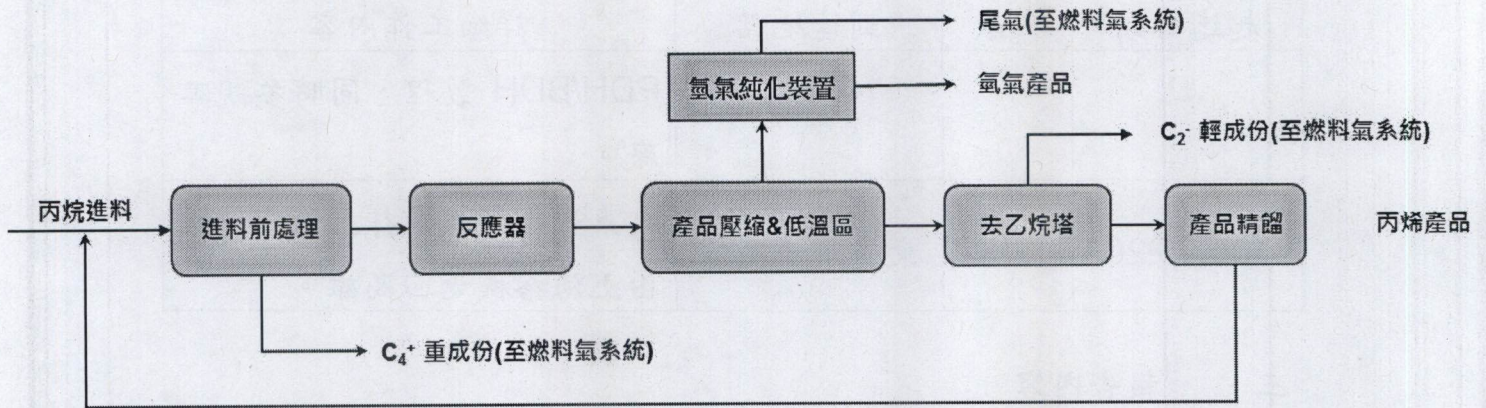 尾氣(至燃料氣系統)
氫氣純化裝置
氫氣產品
C₂⁻ 輕成份(至燃料氣系統)
丙烷進料
進料前處理
反應器
產品壓縮&低溫區
去乙烷塔
產品精餾
丙烯產品
C₄⁺ 重成份(至燃料氣系統)